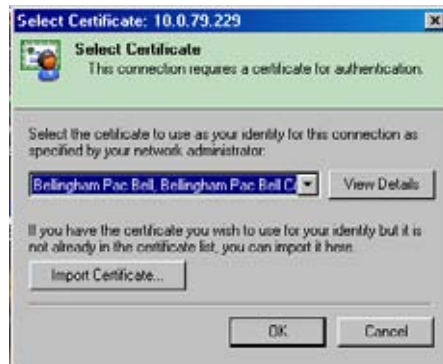 Select Certificate: 10.0.79.229
Select Certificate
This connection requires a certificate for authentication.
Select the certificate to use as your identity for this connection as
specified by your network administrator:
Bellingham Pac Bell, Bellingham Pac Bell C
View Details
If you have the certificate you wish to use for your identity but it is
not already in the certificate list, you can import it here.
Import Certificate...
OK
Cancel